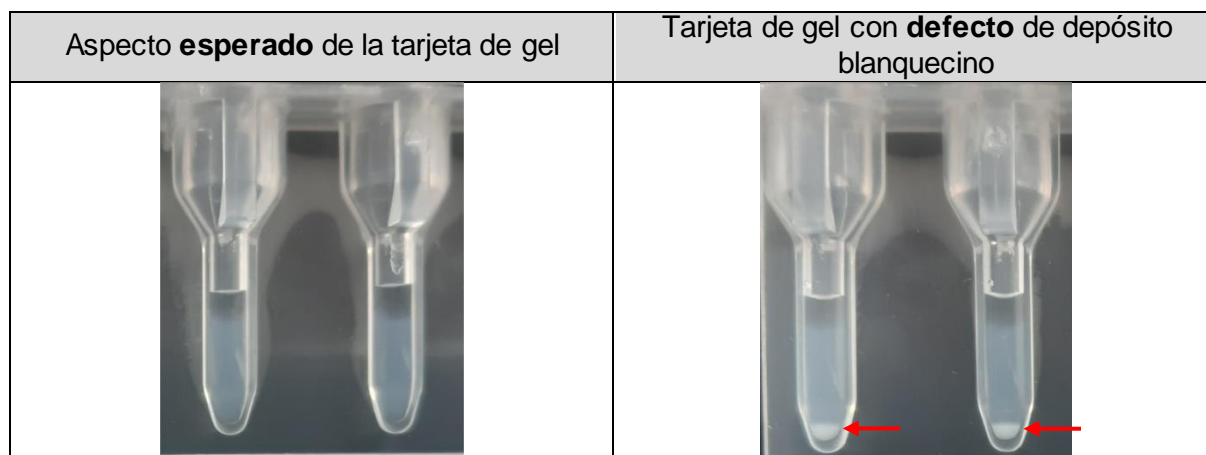 Aspecto esperado de la tarjeta de gel
Tarjeta de gel con defecto de depósito
blanquecino